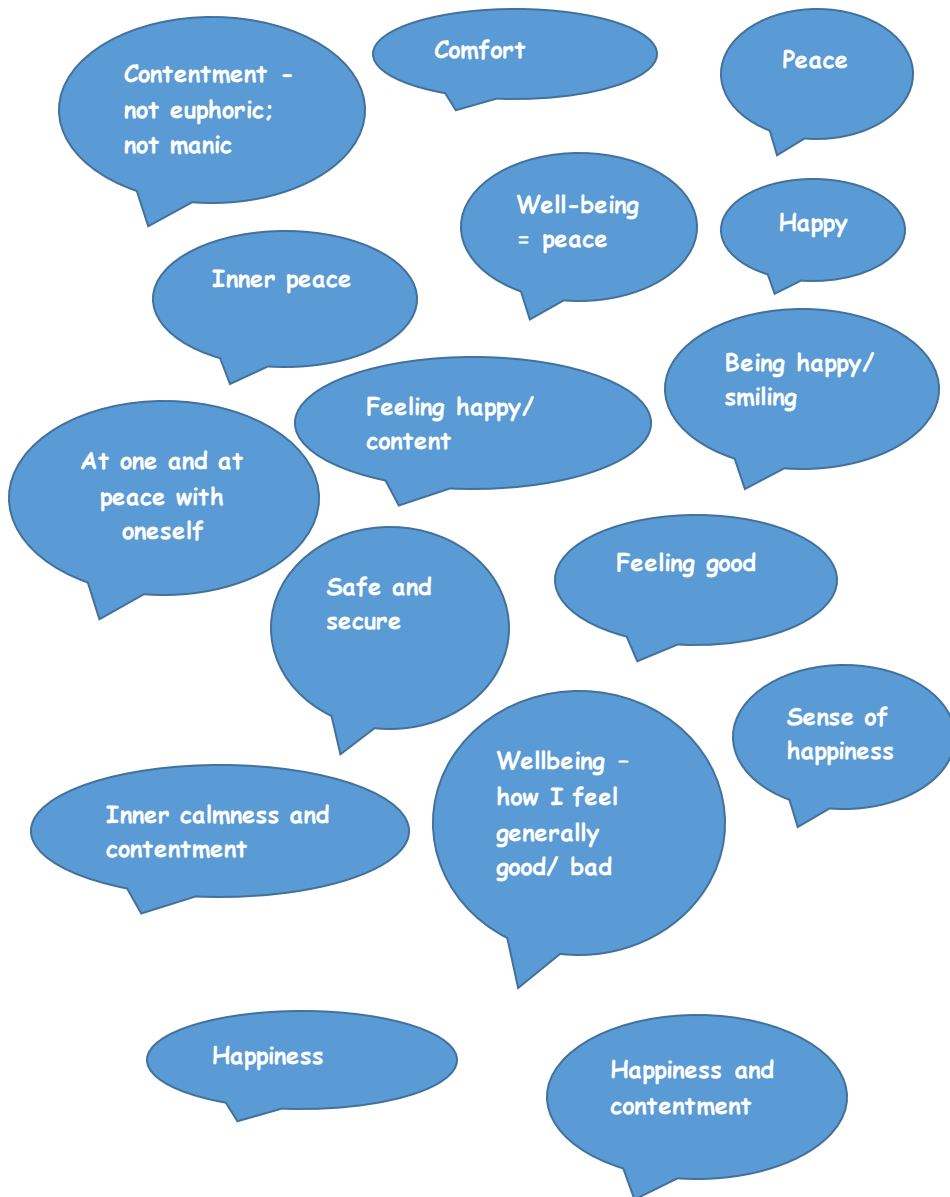 Contentment -
not euphoric;
not manic
Comfort
Peace
Well-being
= peace
Happy
Inner peace
Being happy/
smiling
Feeling happy/
content
At one and at
peace with
oneself
Safe and
secure
Feeling good
Sense of
happiness
Wellbeing -
how I feel
generally
good/ bad
Inner calmness and
contentment
Happiness
Happiness and
contentment